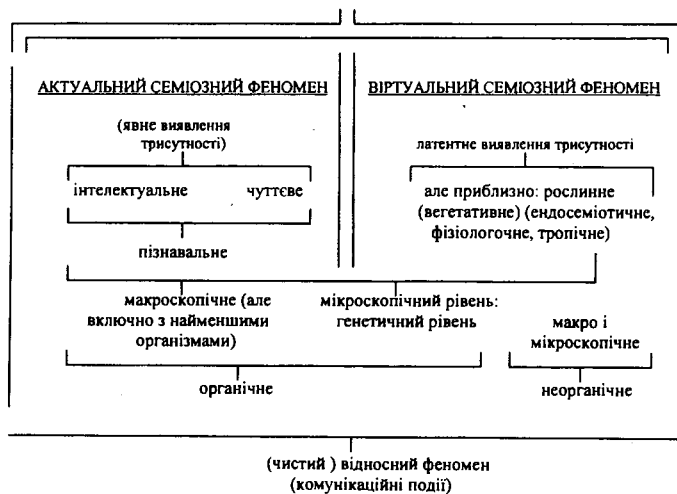 АКТУАЛЬНИЙ СЕМІОЗНИЙ ФЕНОМЕН
ВІРТУАЛЬНИЙ СЕМІОЗНИЙ ФЕНОМЕН
(явне виявлення
трисутності)
латентне виявлення трисутності
інтелектуальне
чуттєве
але приблизно: рослинне
(вегетативне) (ендосеміотичне,
фізіологочне, тропічне)
пізнавальне
макроскопічне (але
включно з найменшими
організмами)
мікроскопічний рівень:
генетичний рівень
макро і
мікроскопічне
органічне
неорганічне
(чистий ) відносний феномен
(комунікаційні події)